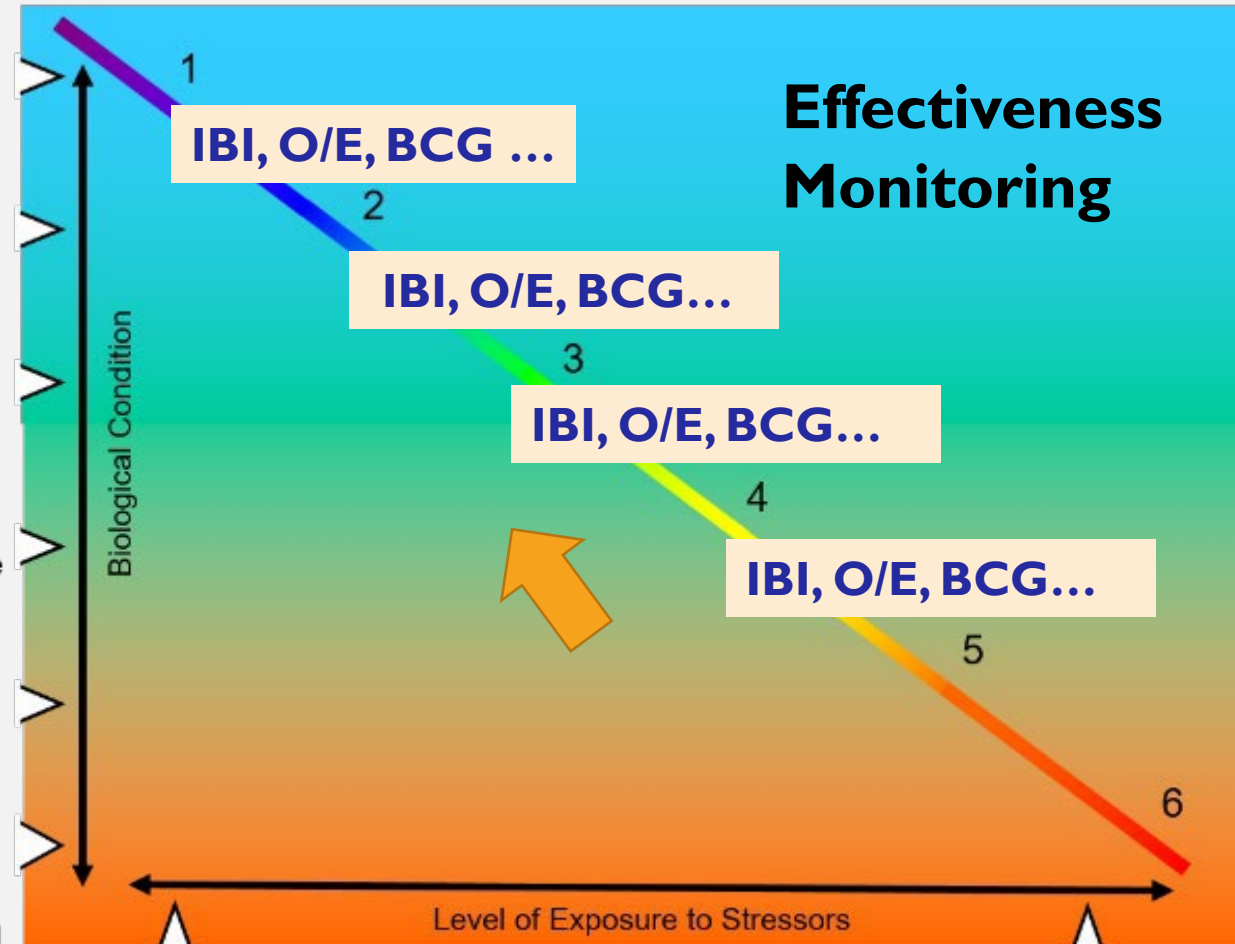 Effectiveness
Monitoring
1
IBI, O/E, BCG ...
2
IBI, O/E, BCG...
3
IBI, O/E, BCG...
4
IBI, O/E, BCG...
5
6
Biological Condition
Level of Exposure to Stressors